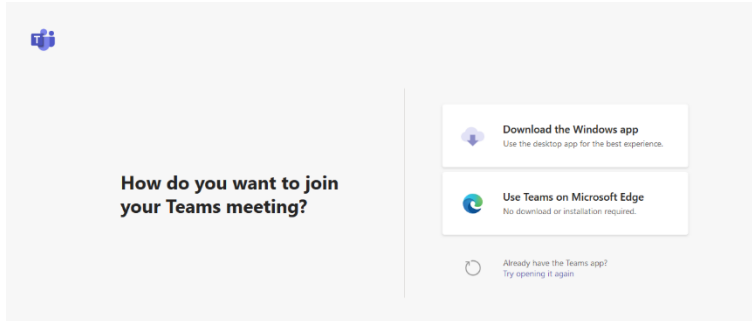 T
How do you want to join
your Teams meeting?
Download the Windows app
Use the desktop app for the best experience.
Use Teams on Microsoft Edge
No download or installation required.
Already have the Teams app?
Try opening it again